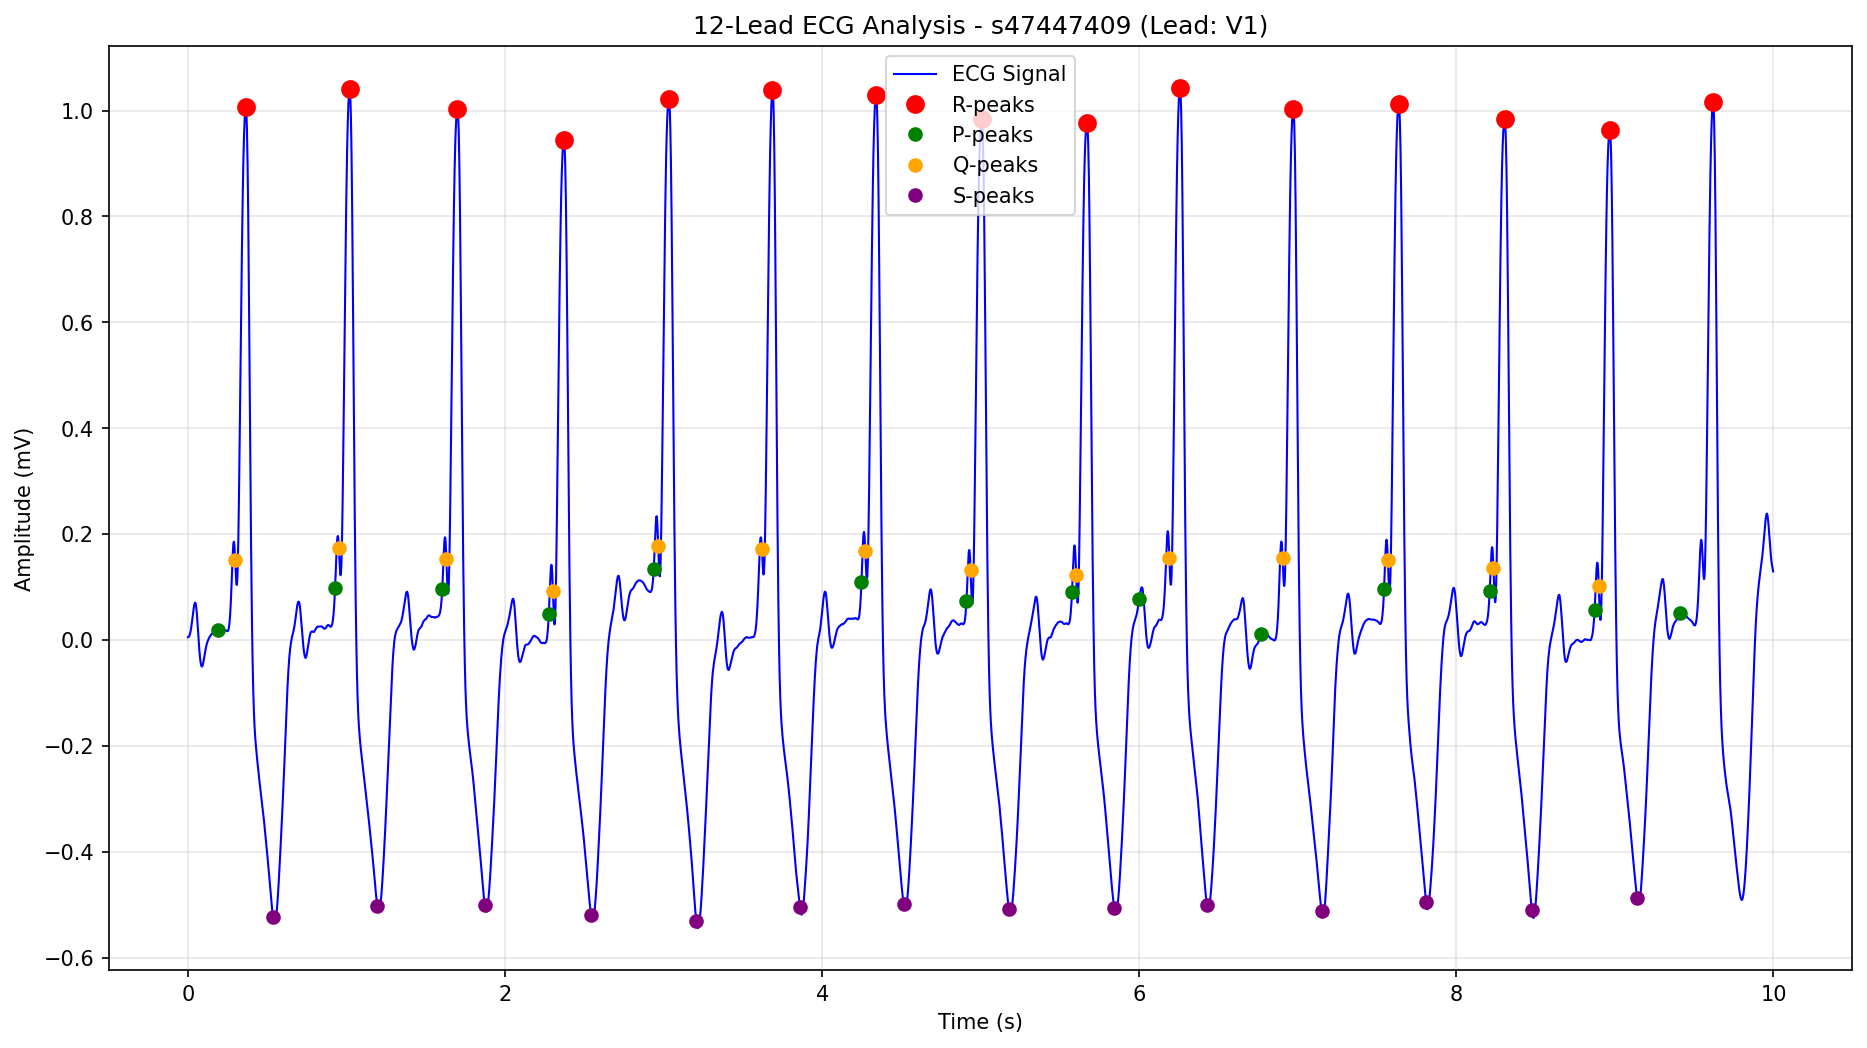 12-Lead ECG Analysis - s47447409 (Lead: V1)
ECG Signal
R-peaks
P-peaks
Q-peaks
S-peaks
Amplitude (mV)
1.0
0.8
0.6
0.4
0.2
0.0
−0.2
−0.4
−0.6
0 2 4 6 8 10
Time (s)